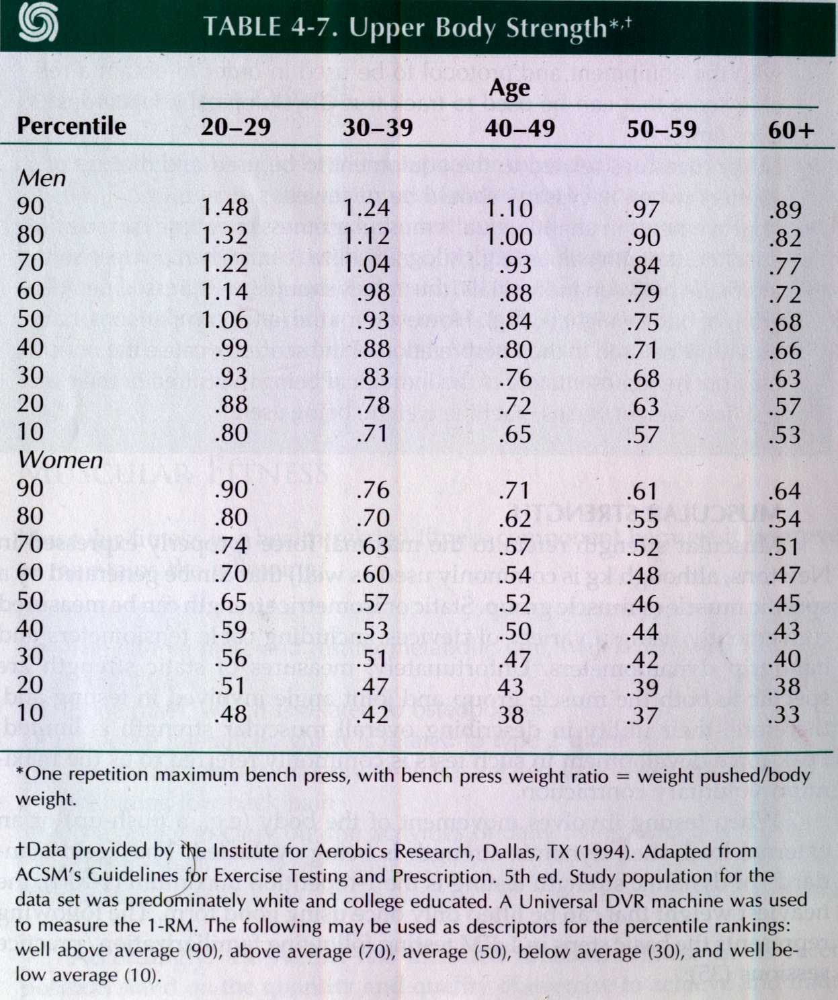 TABLE 4-7. Upper Body Strength*,†
Age
Percentile 20–29 30–39 40–49 50–59 60+
Men
90 1.48 1.24 1.10 .97 .89
80 1.32 1.12 1.00 .90 .82
70 1.22 1.04 .93 .84 .77
60 1.14 .98 .88 .79 .72
50 1.06 .93 .84 .75 .68
40 .99 .88 .80 .71 .66
30 .93 .83 .76 .68 .63
20 .88 .78 .72 .63 .57
10 .80 .71 .65 .57 .53
Women
90 .90 .76 .71 .61 .64
80 .80 .70 .62 .55 .54
70 .74 .63 .57 .52 .51
60 .70 .60 .54 .48 .47
50 .65 .57 .52 .46 .45
40 .59 .53 .50 .44 .43
30 .56 .51 .47 .42 .40
20 .51 .47 43 .39 .38
10 .48 .42 38 .37 .33
*One repetition maximum bench press, with bench press weight ratio = weight pushed/body
weight.
†Data provided by the Institute for Aerobics Research, Dallas, TX (1994). Adapted from
ACSM's Guidelines for Exercise Testing and Prescription. 5th ed. Study population for the
data set was predominately white and college educated. A Universal DVR machine was used
to measure the 1-RM. The following may be used as descriptors for the percentile rankings:
well above average (90), above average (70), average (50), below average (30), and well be-
low average (10).